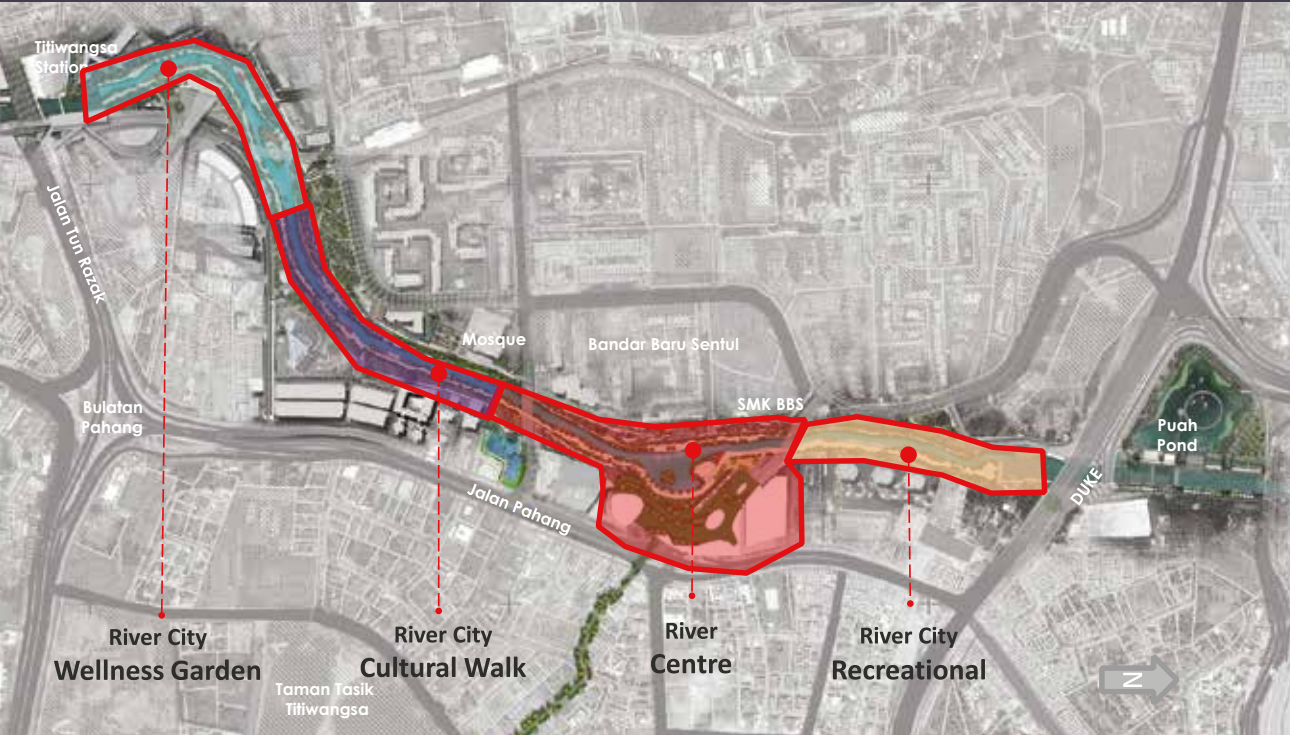 Titiwangsa
Station
Jalan Tun Razak
Mosque
Bandar Baru Sentul
Bulatan
Pahang
SMK BBS
Puah
Pond
DUKE
Jalan Pahang
River City
Wellness Garden
River City
Cultural Walk
River
Centre
River City
Recreational
Taman Tasik
Titiwangsa
N